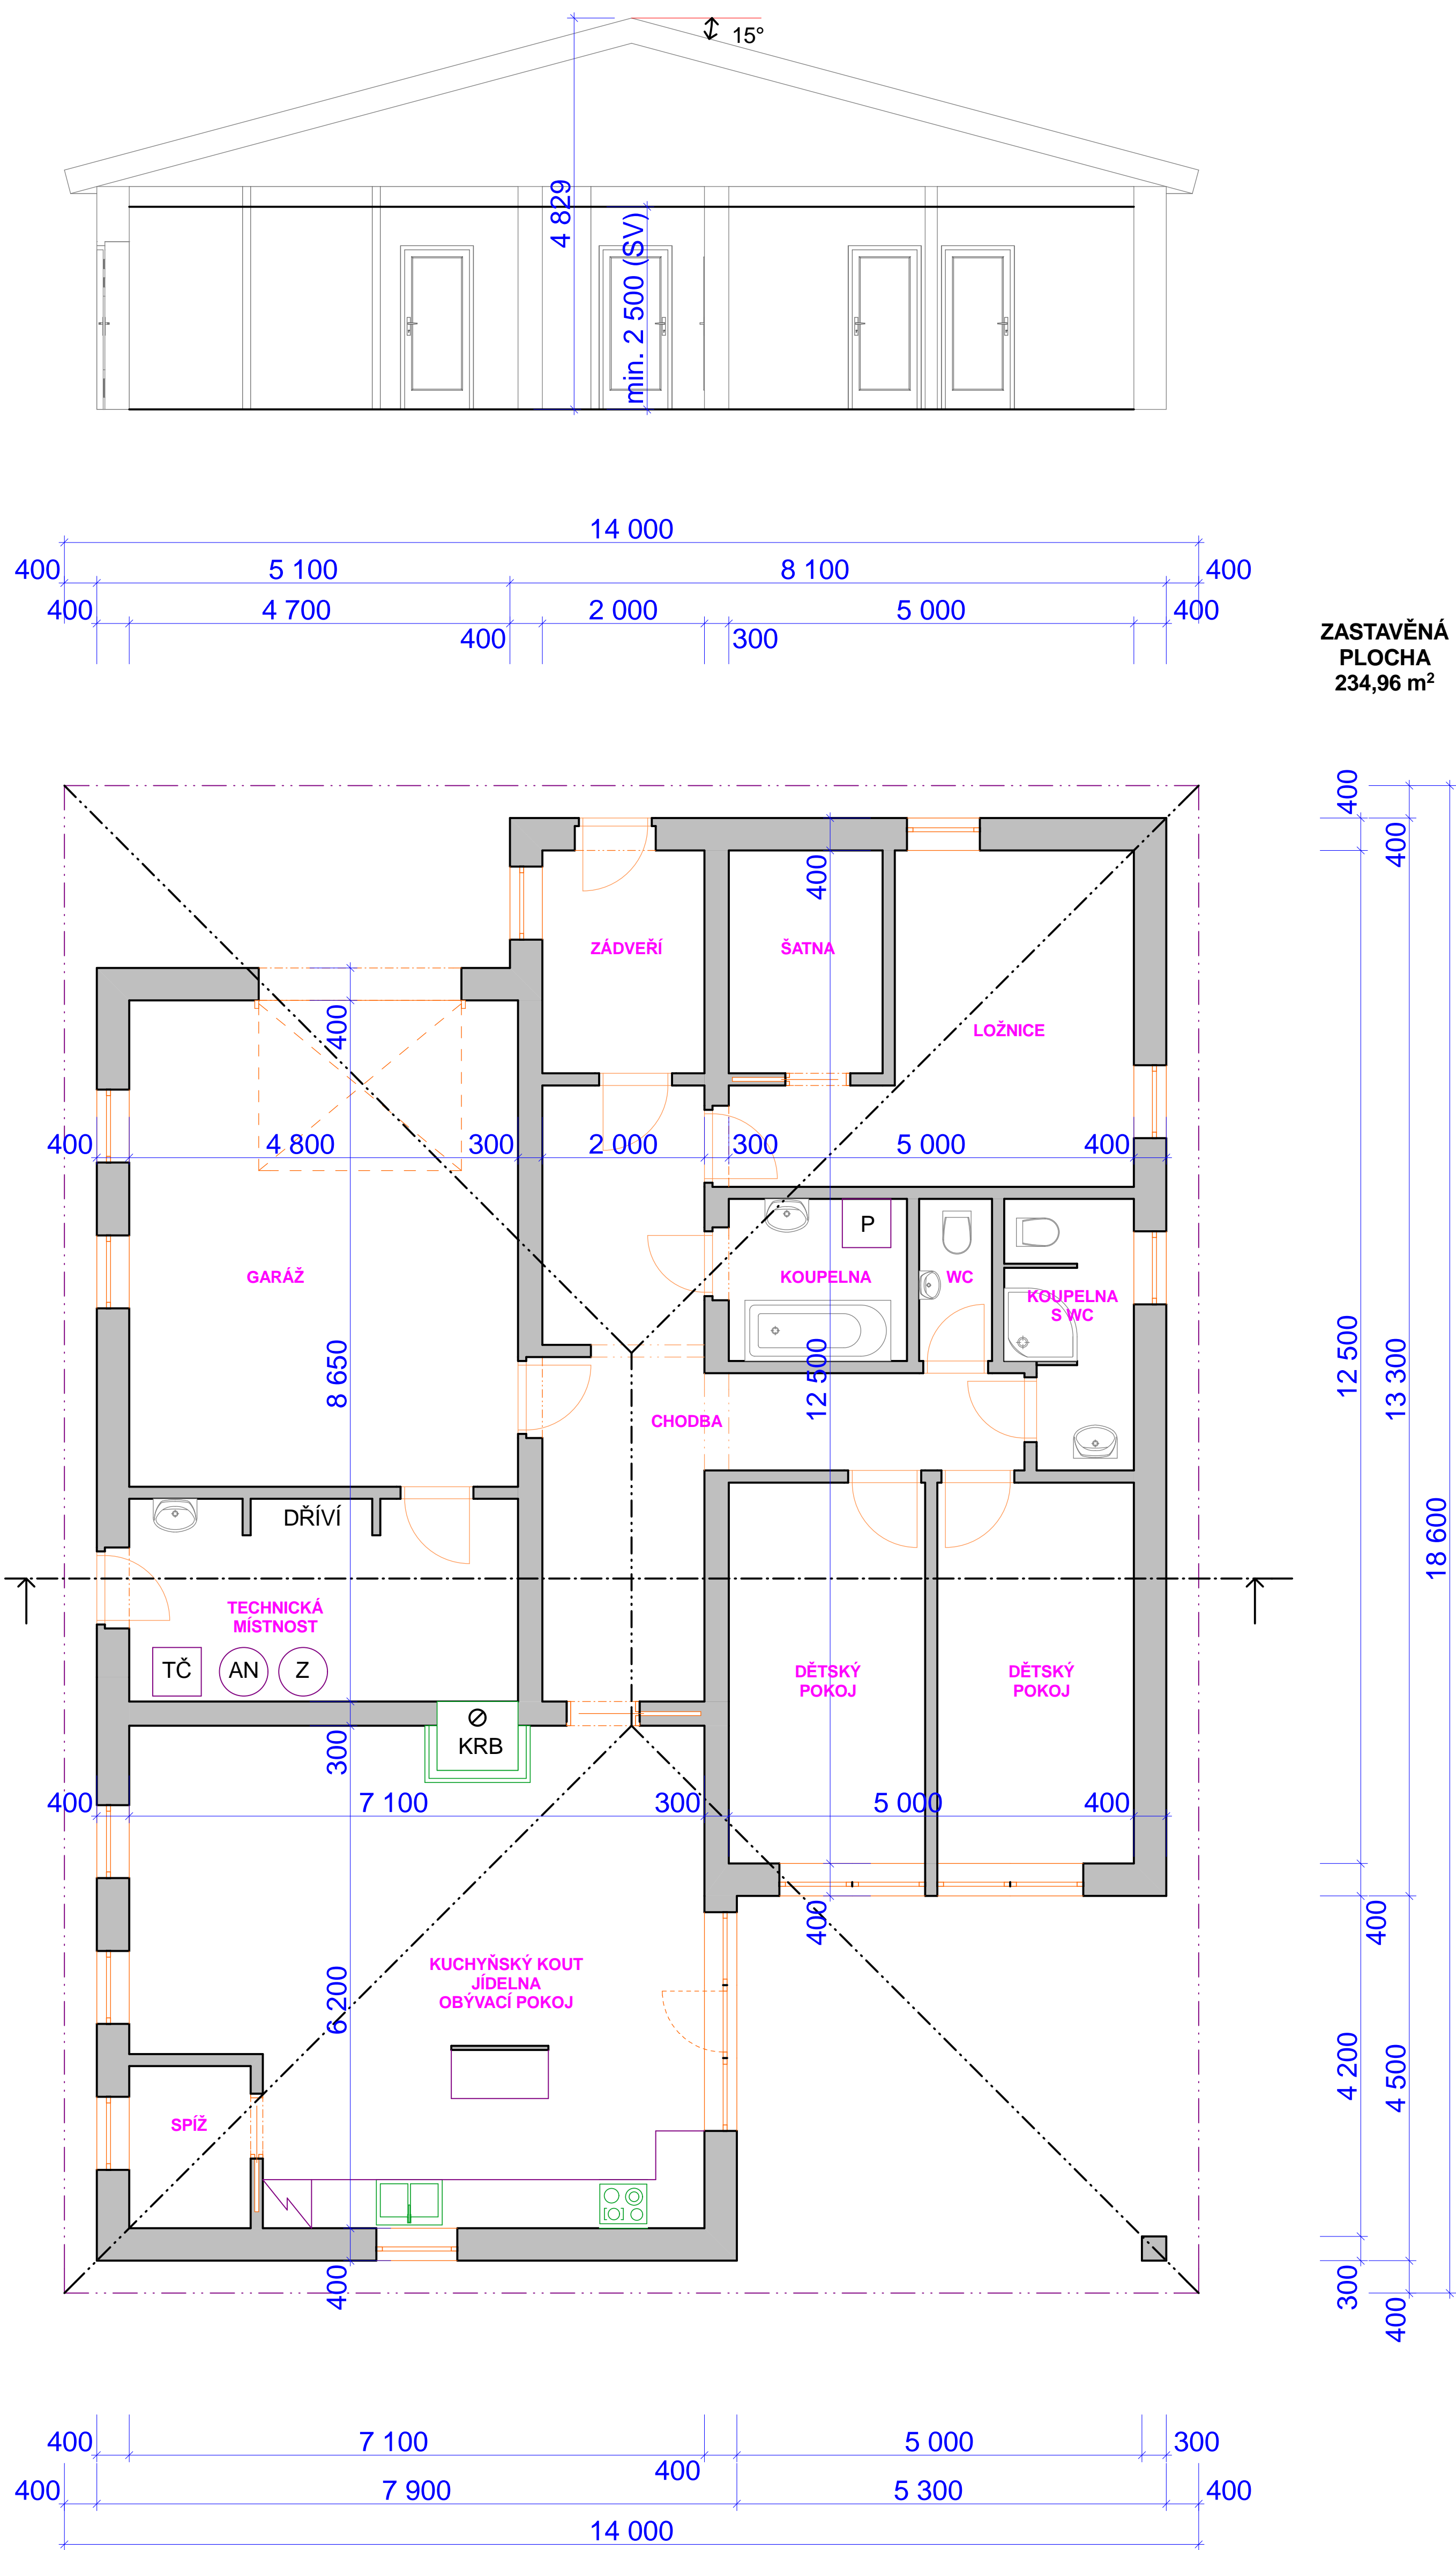 15°
4 829
min. 2 500 (SV)
14 000
400
5 100
8 100
400
400
4 700
2 000
5 000
400
400
300
ZASTAVĚNÁ
PLOCHA
234,96 m²
400
400
400
400
ZÁDVEŘÍ
ŠATNA
LOŽNICE
400
4 800
300
2 000
300
5 000
400
P
GARÁŽ
KOUPELNA
WC
KOUPELNA
S WC
8 650
12 500
12 500
13 300
CHODBA
18 600
DŘÍVÍ
TECHNICKÁ
MÍSTNOST
TČ
AN
Z
DĚTSKÝ
POKOJ
DĚTSKÝ
POKOJ
KRB
300
400
7 100
300
5 000
400
400
400
KUCHYŇSKÝ KOUT
JÍDELNA
OBÝVACÍ POKOJ
6 200
4 200
4 500
SPÍŽ
400
300
400
400
7 100
400
5 000
300
400
7 900
5 300
400
14 000